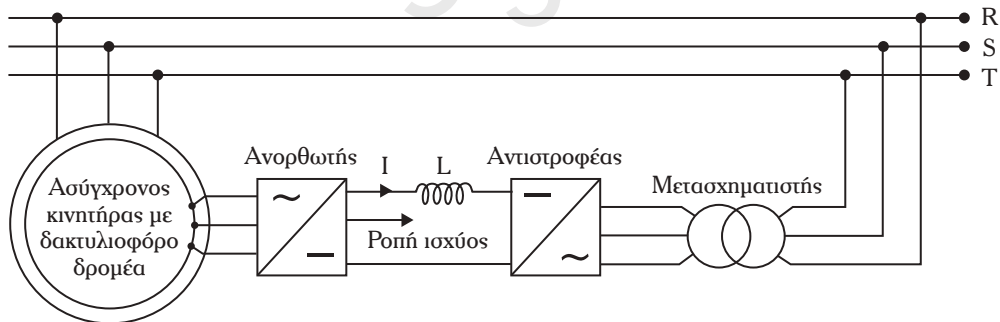 R
S
T
Ανορθωτής
I
L
Αντιστροφέας
Μετασχηματιστής
Ασύγχρονος
κινητήρας με
δακτυλιοφόρο
δρομέα
Ροπή ισχύος